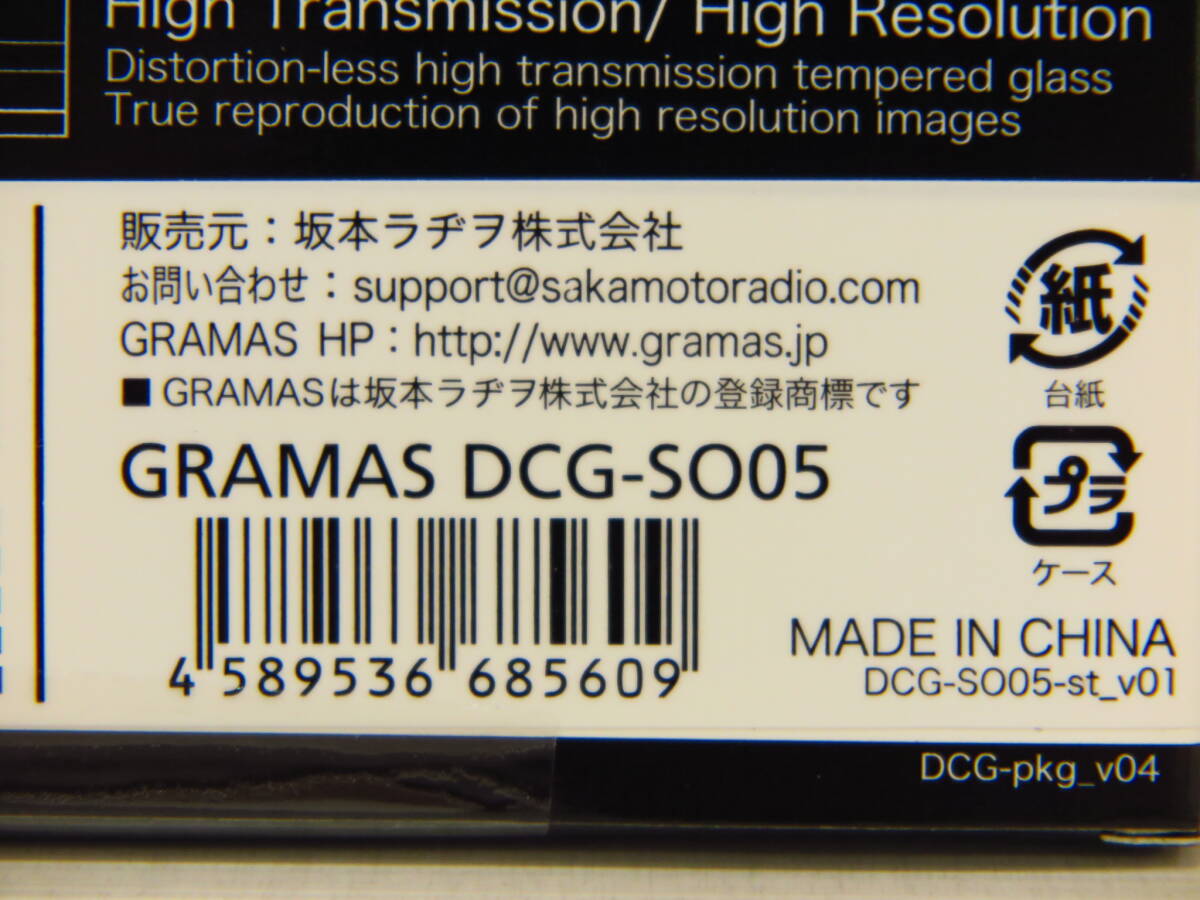 High Transmission/ High Resolution
Distortion-less high transmission tempered glass
True reproduction of high resolution images
販売元：坂本ラヂヲ株式会社
お問い合わせ：support@sakamotoradio.com
GRAMAS HP：http://www.gramas.jp
■ GRAMASは坂本ラヂヲ株式会社の登録商標です
紙
台紙
GRAMAS DCG-SO05
プラ
ケース
4 589536 685609
MADE IN CHINA
DCG-SO05-st_v01
DCG-pkg_v04